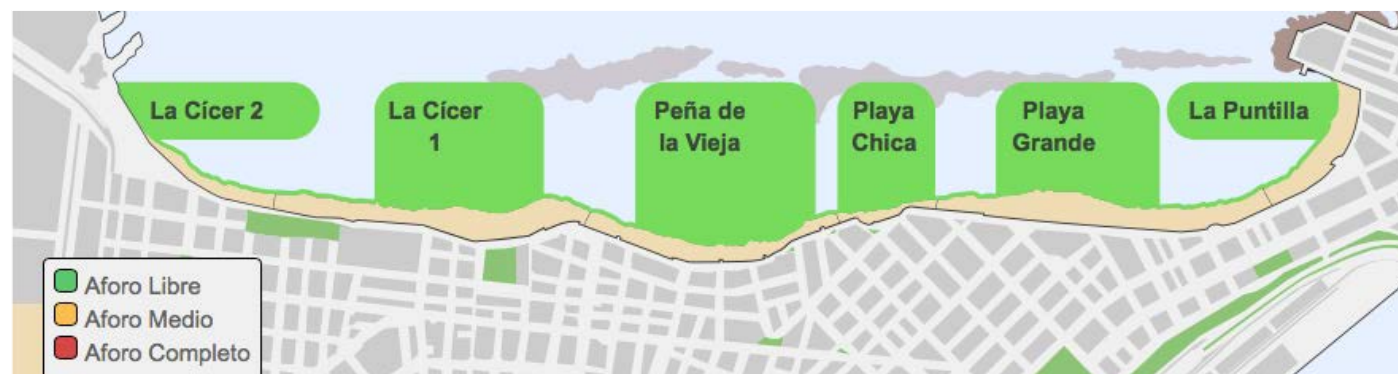 La Cícer 2
La Cícer
1
Peña de
la Vieja
Playa
Chica
Playa
Grande
La Puntilla
Aforo Libre
Aforo Medio
Aforo Completo